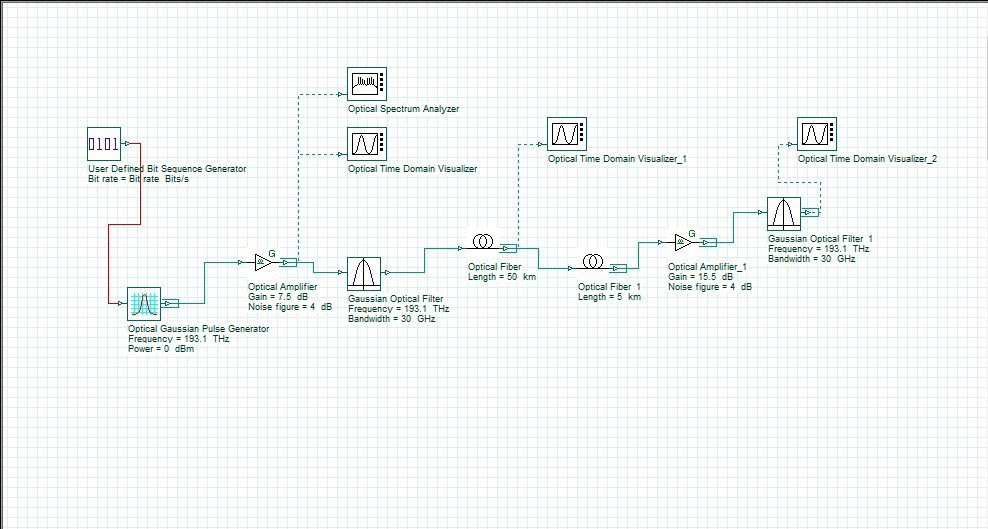 Optical Spectrum Analyzer
0101
User Defined Bit Sequence Generator
Bit rate = Bit rate Bits/s
Optical Time Domain Visualizer
Optical Time Domain Visualizer_1
Optical Time Domain Visualizer_2
G
Optical Amplifier
Gain = 7.5 dB
Noise figure = 4 dB
Gaussian Optical Filter
Frequency = 193.1 THz
Bandwidth = 30 GHz
Optical Fiber
Length = 50 km
Optical Fiber 1
Length = 5 km
G
Optical Amplifier_1
Gain = 15.5 dB
Noise figure = 4 dB
Gaussian Optical Filter 1
Frequency = 193.1 THz
Bandwidth = 30 GHz
Optical Gaussian Pulse Generator
Frequency = 193.1 THz
Power = 0 dBm